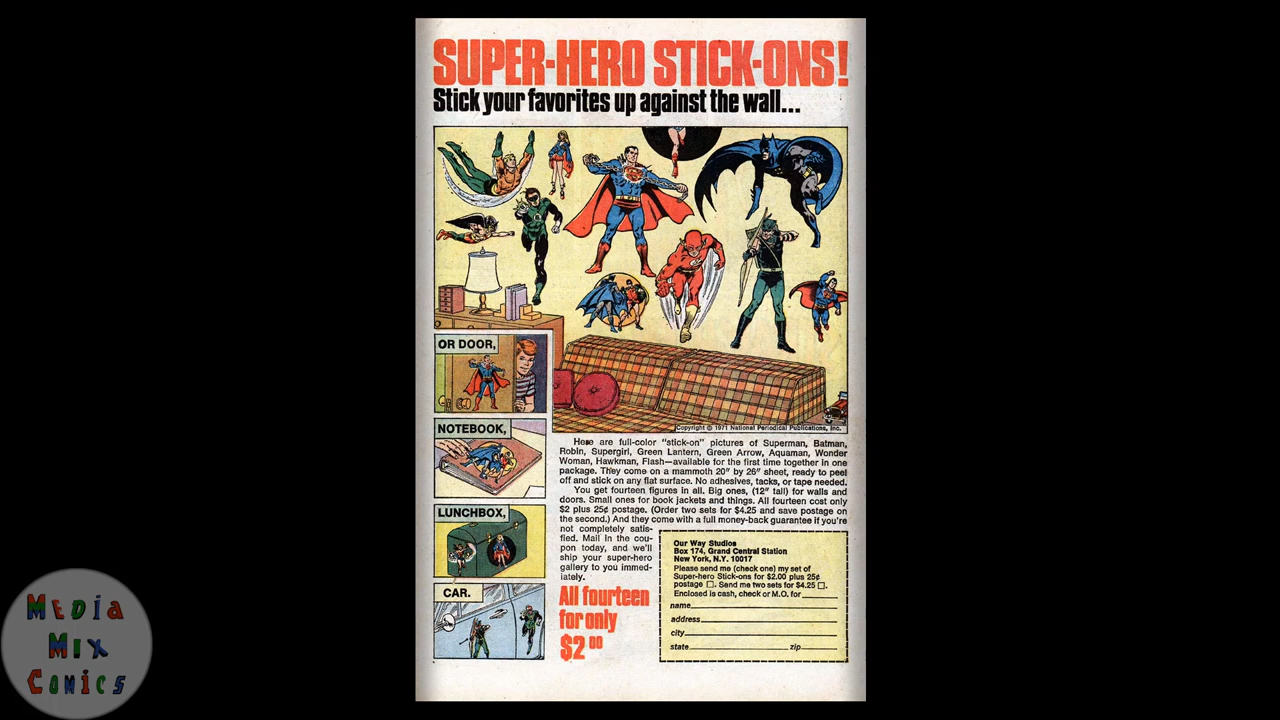 SUPER-HERO STICK-ONS!
Stick your favorites up against the wall...
OR DOOR,
NOTEBOOK,
LUNCHBOX,
CAR.
Copyright © 1971 National Periodical Publications, Inc.
Here are full-color "stick-on" pictures of Superman, Batman,
Robin, Supergirl, Green Lantern, Green Arrow, Aquaman, Wonder
Woman, Hawkman, Flash—available for the first time together in one
package. They come on a mammoth 20" by 26" sheet, ready to peel
off and stick on any flat surface. No adhesives, tacks, or tape needed.
You get fourteen figures in all. Big ones, (12" tall) for walls and
doors. Small ones for book jackets and things. All fourteen cost only
$2 plus 25¢ postage. (Order two sets for $4.25 and save postage on
the second.) And they come with a full money-back guarantee if you're
not completely satis-
fied. Mail in the cou-
pon today, and we'll
ship your super-hero
gallery to you immed-
iately.
All fourteen
for only
$2 00
Our Way Studios
Box 174, Grand Central Station
New York, N.Y. 10017
Please send me (check one) my set of
Super-hero Stick-ons for $2.00 plus 25¢
postage □. Send me two sets for $4.25 □.
Enclosed is cash, check or M.O. for
name
address
city
state zip
MEDIA
MIX
COMICS